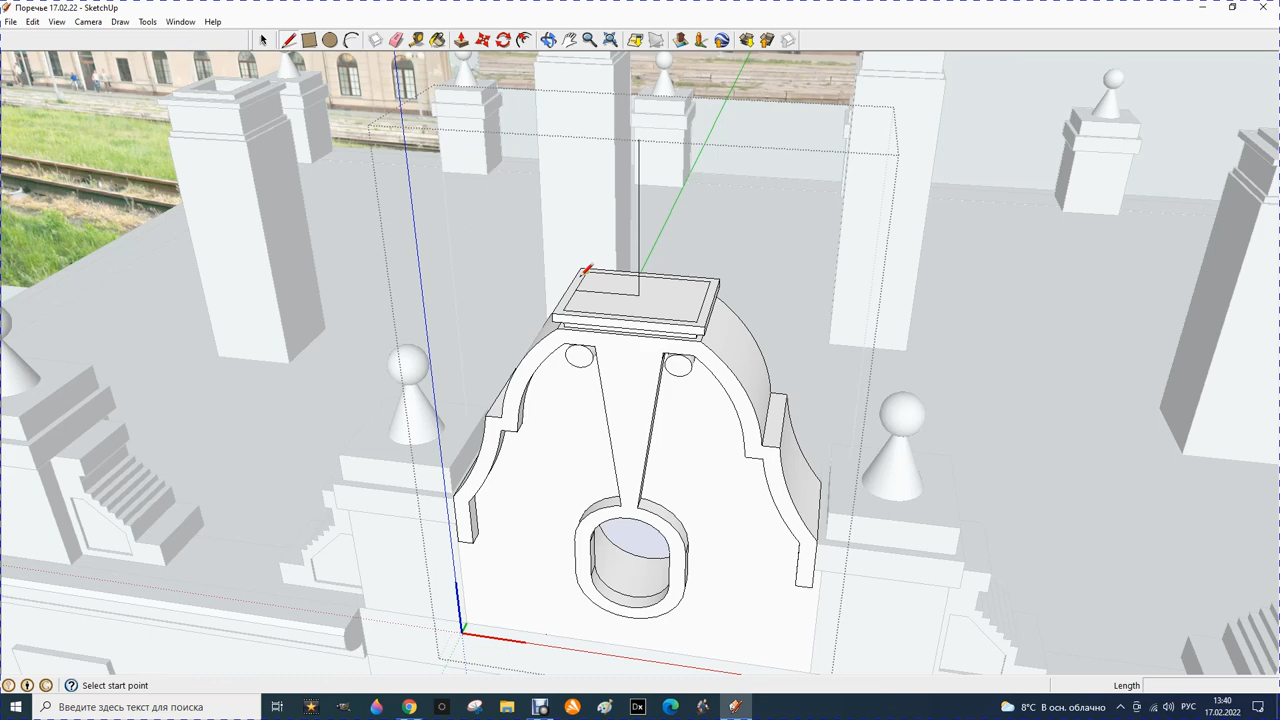 Поречье 17.02.22 - SketchUp
File Edit View Camera Draw Tools Window Help
Select start point
Length
Введите здесь текст для поиска
Dx
8°C В осн. облачно
РУС
13:40
17.02.2022